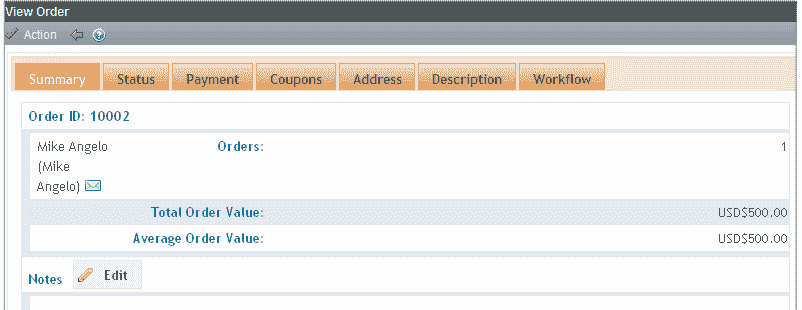 View Order
Action
Summary Status Payment Coupons Address Description Workflow
Order ID: 10002
Mike Angelo Orders: 1
(Mike
Angelo)
Total Order Value: USD$500.00
Average Order Value: USD$500.00
Notes Edit